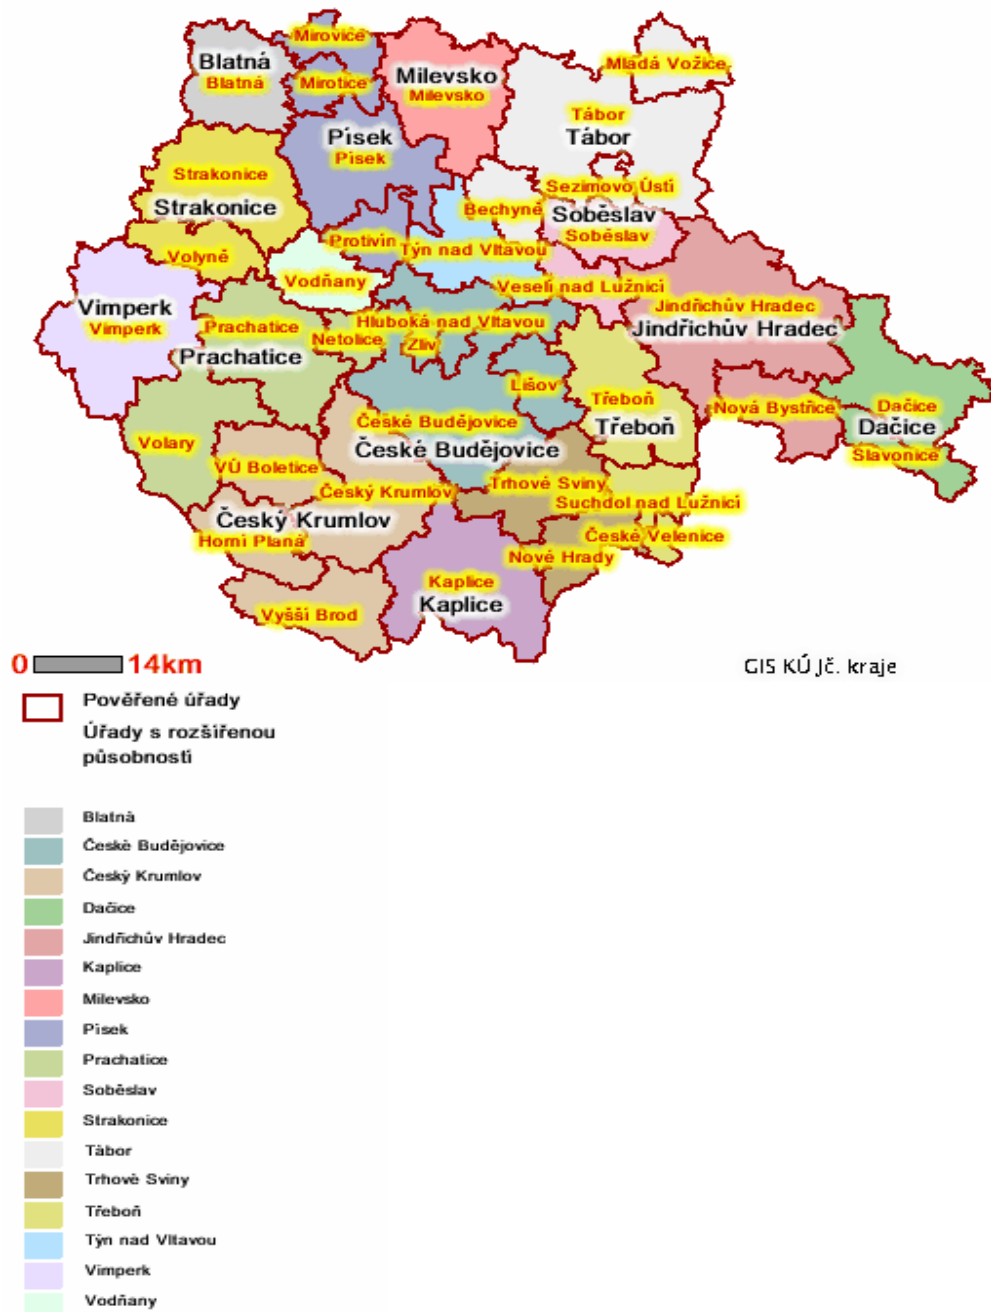 Mirovice
Blatná
Blatná
Mirotice
Milevsko
Milevsko
Mladá Vožice
Tábor
Tábor
Písek
Písek
Strakonice
Strakonice
Sezimovo Ústí
Bechyně
Soběslav
Soběslav
Volyně
Protivín
Týn nad Vltavou
Vodňany
Veselí nad Lužnicí
Vimperk
Vimperk
Prachatice
Prachatice
Netolice
Hluboká nad Vltavou
Zliv
Jindřichův Hradec
Jindřichův Hradec
Lišov
Třeboň
Třeboň
Nová Bystřice
Dačice
Dačice
Slavonice
České Budějovice
České Budějovice
Volary
VÚ Boletice
Český Krumlov
Český Krumlov
Trhové Sviny
Suchdol nad Lužnicí
České Velenice
Horní Planá
Nové Hrady
Kaplice
Kaplice
Vyšší Brod
0 14km
GIS KÚ Jč. kraje
Pověřené úřady
Úřady s rozšířenou
působností
Blatná
České Budějovice
Český Krumlov
Dačice
Jindřichův Hradec
Kaplice
Milevsko
Písek
Prachatice
Soběslav
Strakonice
Tábor
Trhové Sviny
Třeboň
Týn nad Vltavou
Vimperk
Vodňany